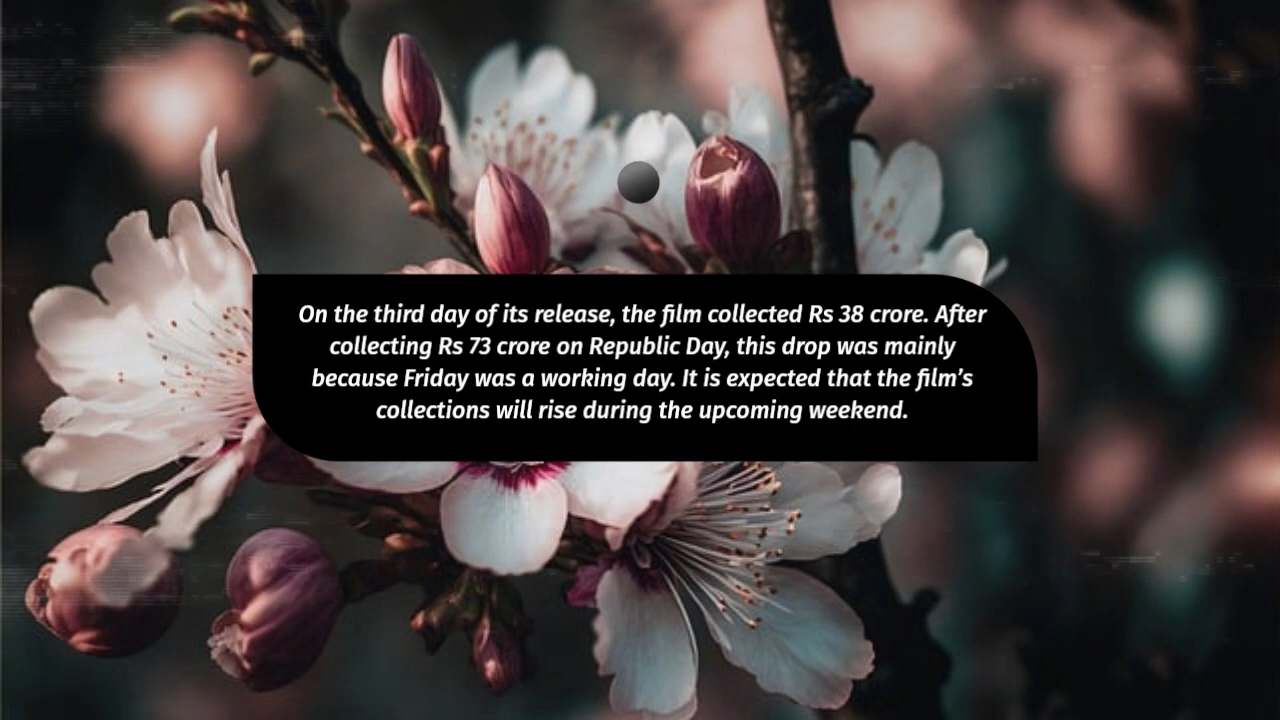 On the third day of its release, the film collected Rs 38 crore. After
collecting Rs 73 crore on Republic Day, this drop was mainly
because Friday was a working day. It is expected that the film’s
collections will rise during the upcoming weekend.